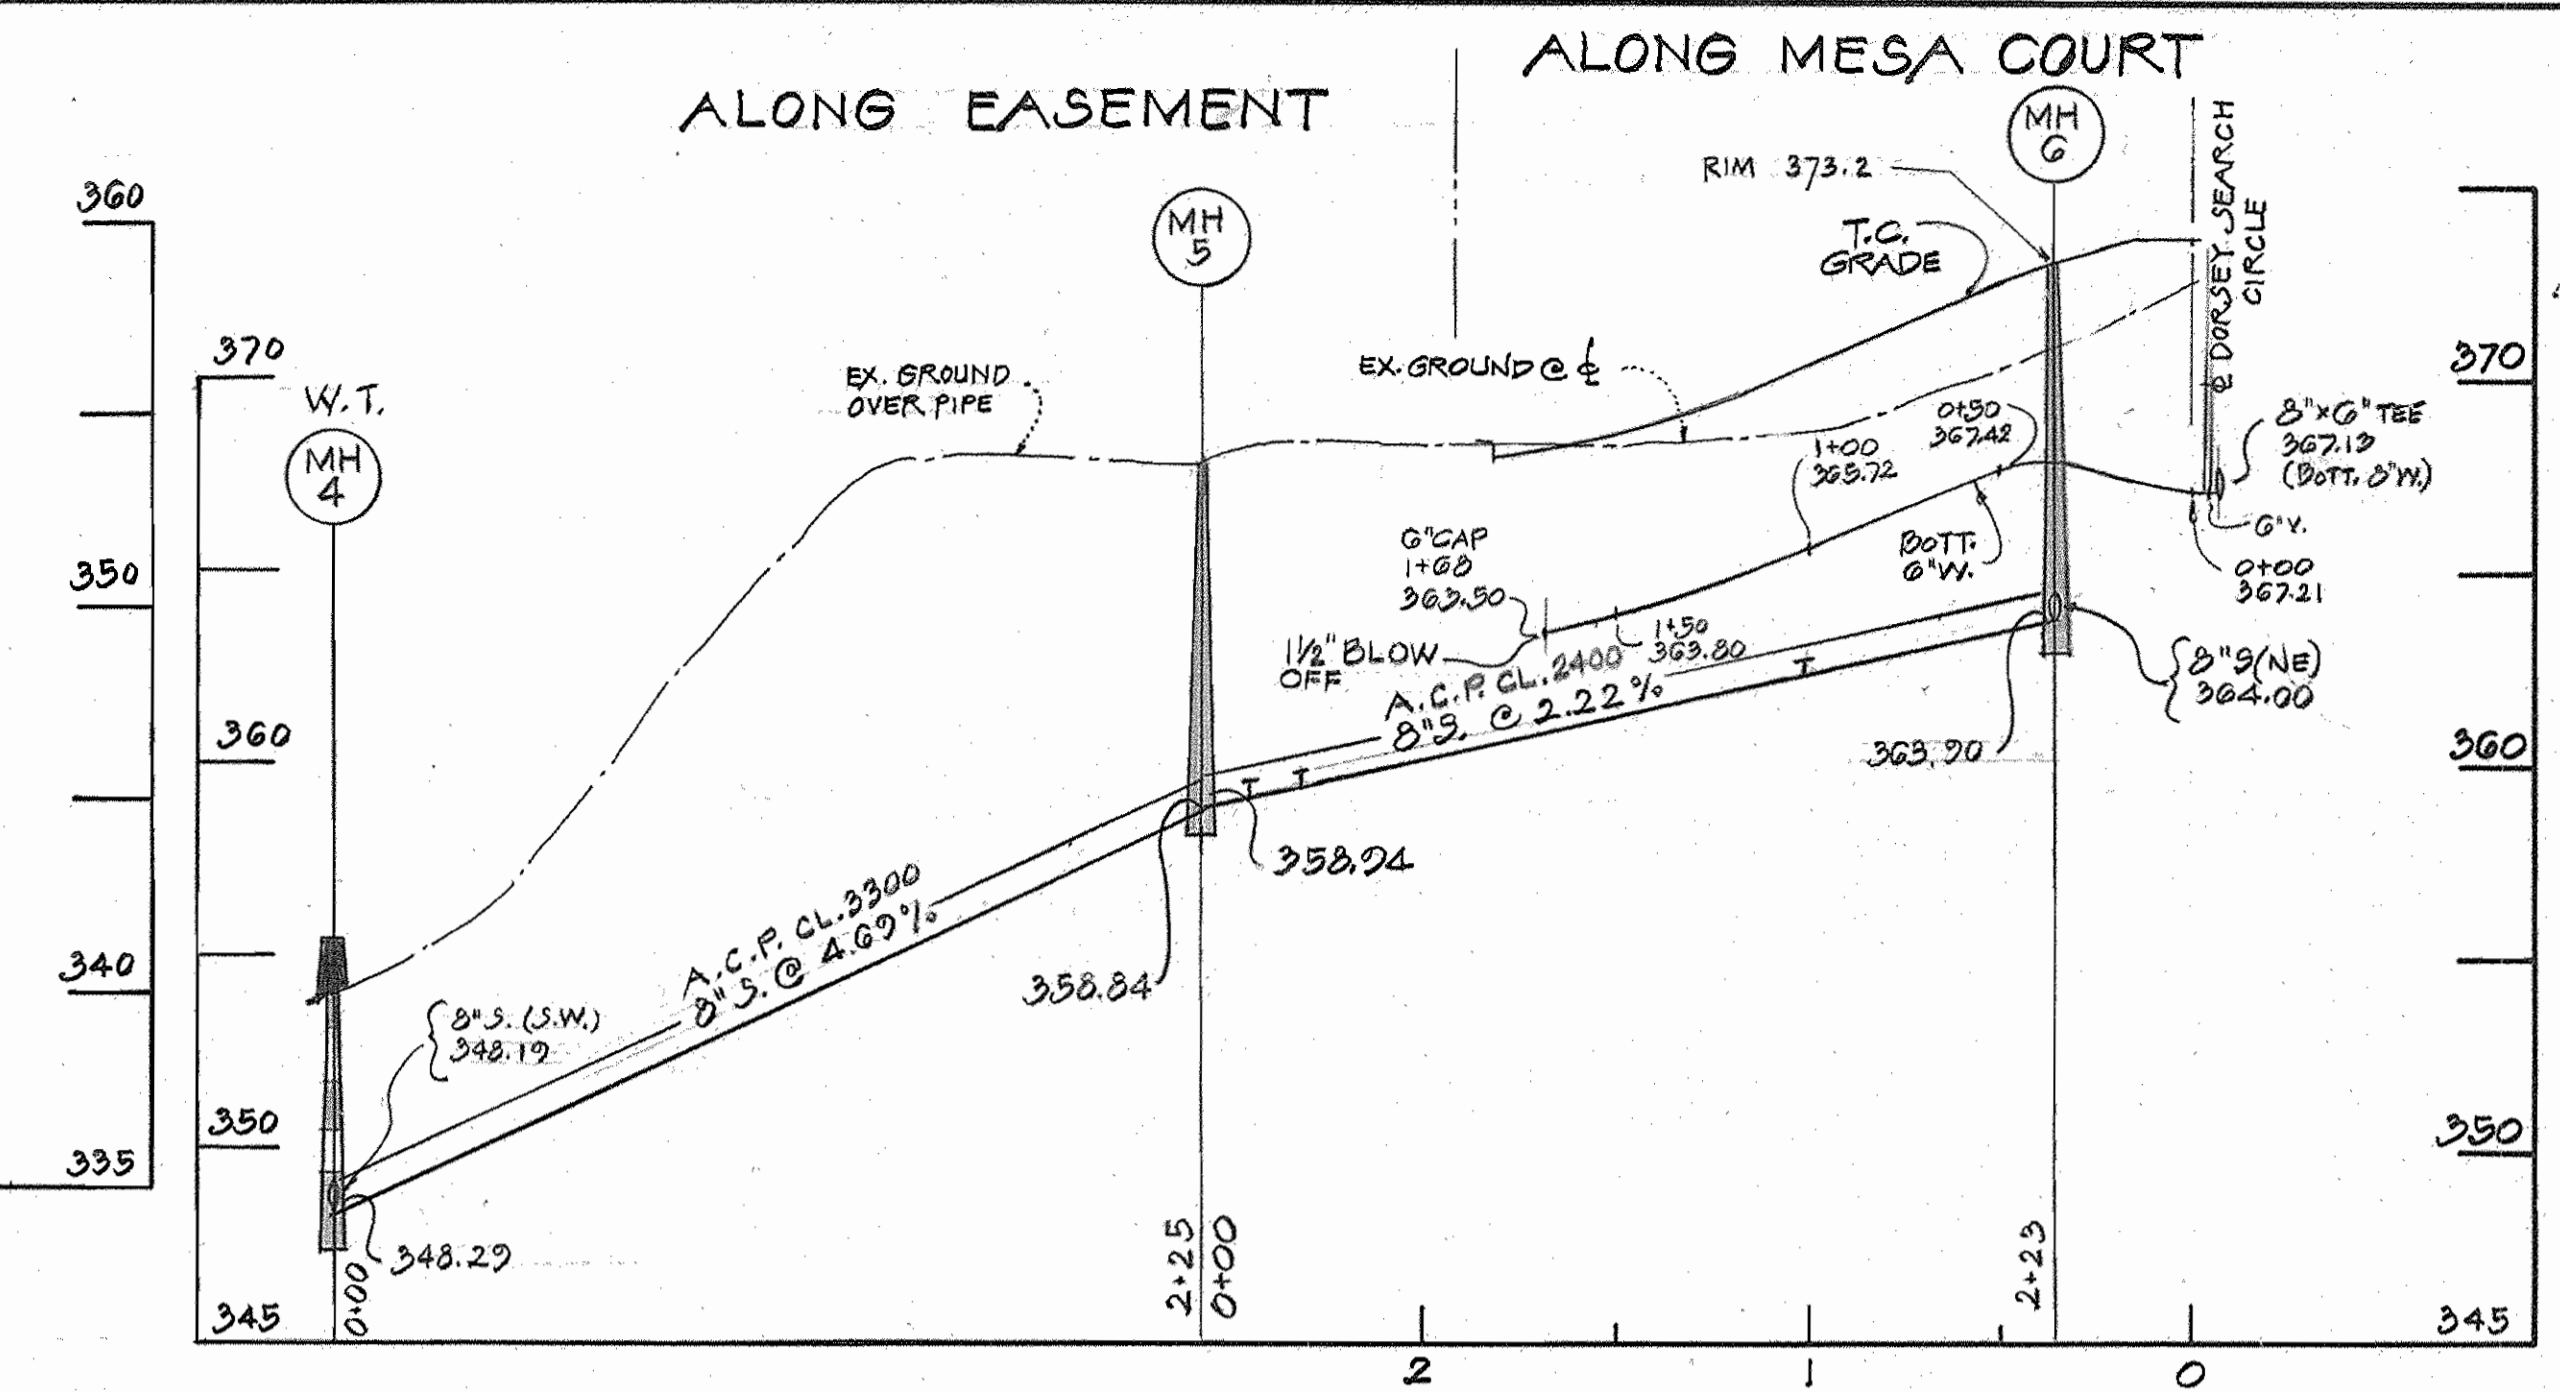 ALONG EASEMENT
ALONG MESA COURT
MH
6
RIM 373.2
T.C.
GRADE
℄ DORSEY SEARCH
CIRCLE
MH
5
360
370
W.T.
MH
4
EX. GROUND
OVER PIPE
EX. GROUND @ ℄
370
8"×6" TEE
367.13
(BOTT. 8"W.)
0+50
367.42
1+00
365.72
6"V.
0+00
367.21
BOTT.
6"W.
6"CAP
1+68
363.50
1½" BLOW
OFF
1+50
363.80
350
A.C.P. CL.2400
8"S. @ 2.22%
8"S(NE)
364.00
363.90
360
360
358.94
358.84
A.C.P. CL.3300
8"S. @ 4.69%
340
8"S. (S.W.)
348.19
350
350
335
348.29
345
0+00
2+25
0+00
2+23
345
2
1
0